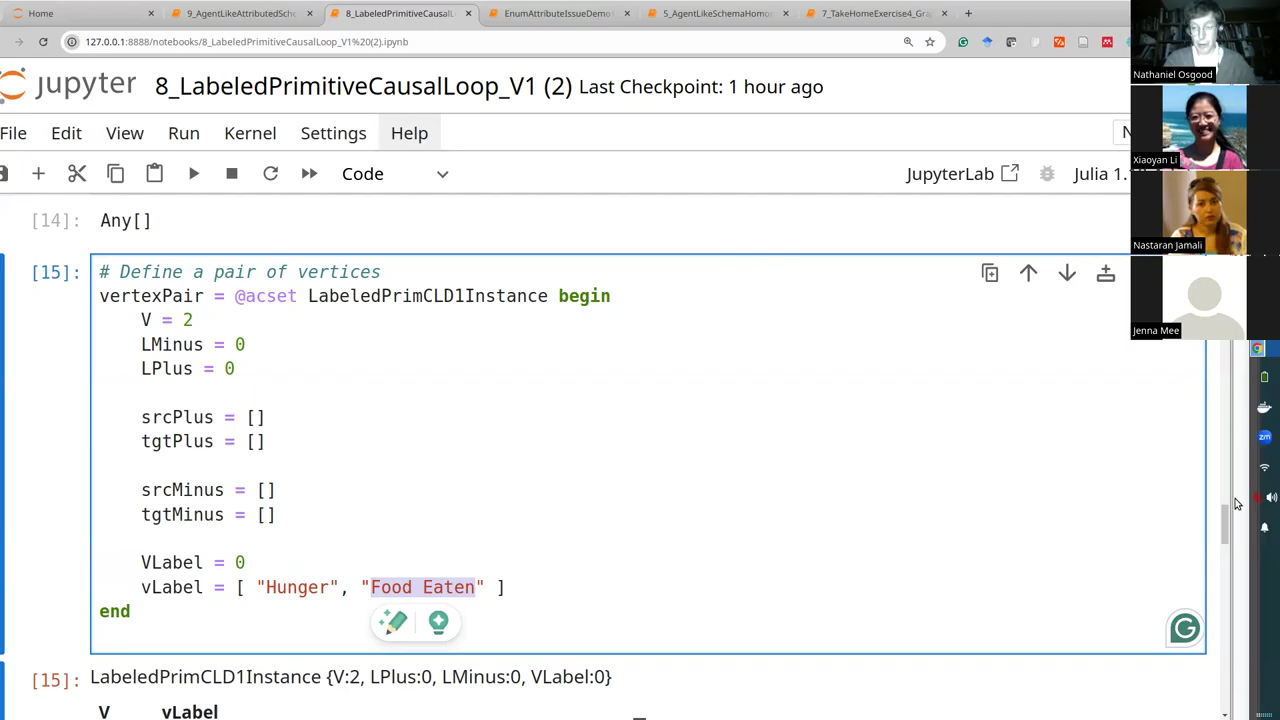 Home
9_AgentLikeAttributedSch
8_LabeledPrimitiveCausalL
EnumAttributeIssueDemo
5_AgentLikeSchemaHomo
7_TakeHomeExercise4_Gra
127.0.0.1:8888/notebooks/8_LabeledPrimitiveCausalLoop_V1%20(2).ipynb
jupyter 8_LabeledPrimitiveCausalLoop_V1 (2) Last Checkpoint: 1 hour ago
File Edit View Run Kernel Settings Help
Code JupyterLab Julia 1.
[14]: Any[]
[15]: # Define a pair of vertices
vertexPair = @acset LabeledPrimCLD1Instance begin
V = 2
LMinus = 0
LPlus = 0
srcPlus = []
tgtPlus = []
srcMinus = []
tgtMinus = []
VLabel = 0
vLabel = [ "Hunger", "Food Eaten" ]
end
[15]: LabeledPrimCLD1Instance {V:2, LPlus:0, LMinus:0, VLabel:0}
V vLabel
Nathaniel Osgood
Xiaoyan Li
Nastaran Jamali
Jenna Mee
zm